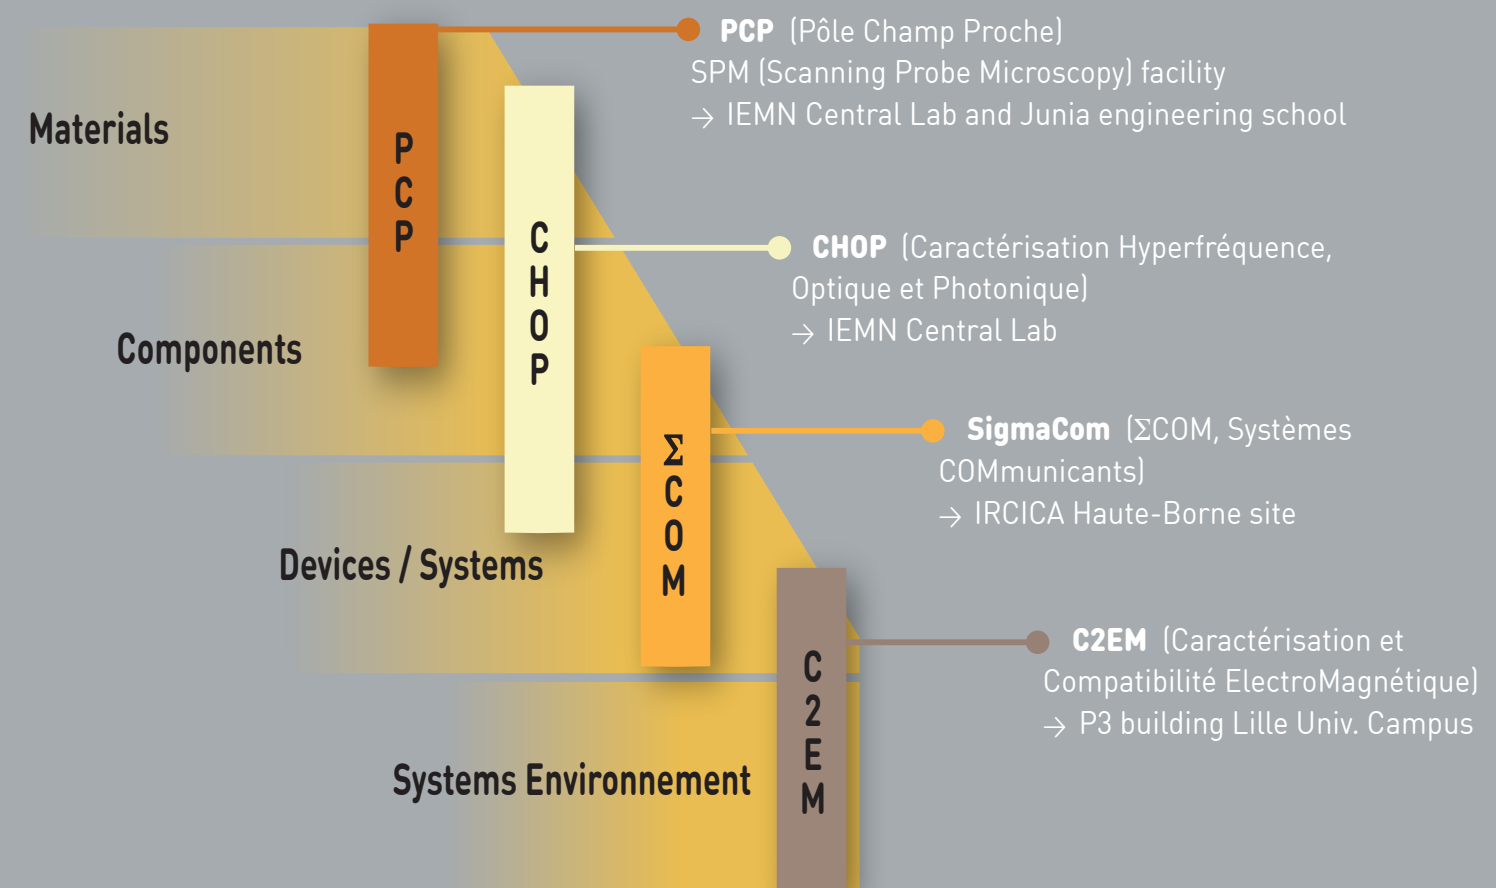 Materials
Components
Devices / Systems
Systems Environnement
P
C
P
C
H
O
P
Σ
C
O
M
C
2
E
M
PCP (Pôle Champ Proche)
SPM (Scanning Probe Microscopy) facility
→ IEMN Central Lab and Junia engineering school
CHOP (Caractérisation Hyperfréquence,
Optique et Photonique)
→ IEMN Central Lab
SigmaCom (ΣCOM, Systèmes
COMmunicants)
→ IRCICA Haute-Borne site
C2EM (Caractérisation et
Compatibilité ElectroMagnétique)
→ P3 building Lille Univ. Campus